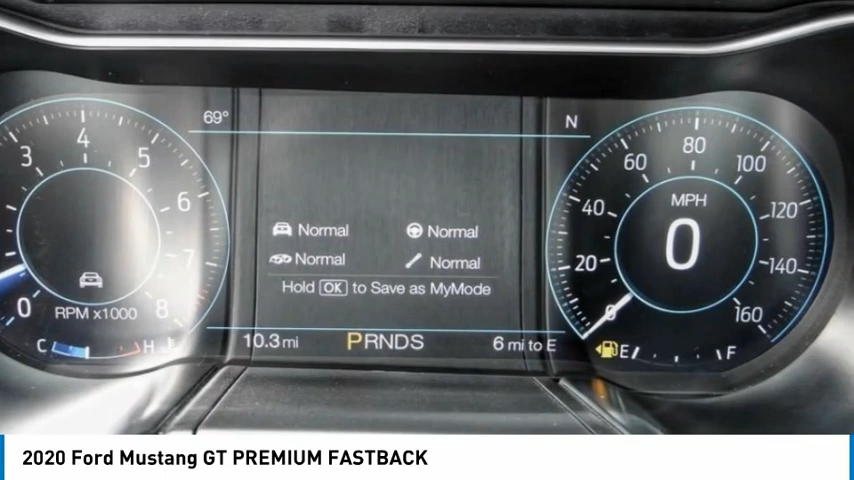 69°
N
3
4
5
6
7
8
0
RPM x1000
C
H
Normal
Normal
Normal
Normal
Hold OK to Save as MyMode
10.3 mi
PRNDS
6 mi to E
0
20
40
60
80
100
120
140
160
MPH
0
E
F
2020 Ford Mustang GT PREMIUM FASTBACK